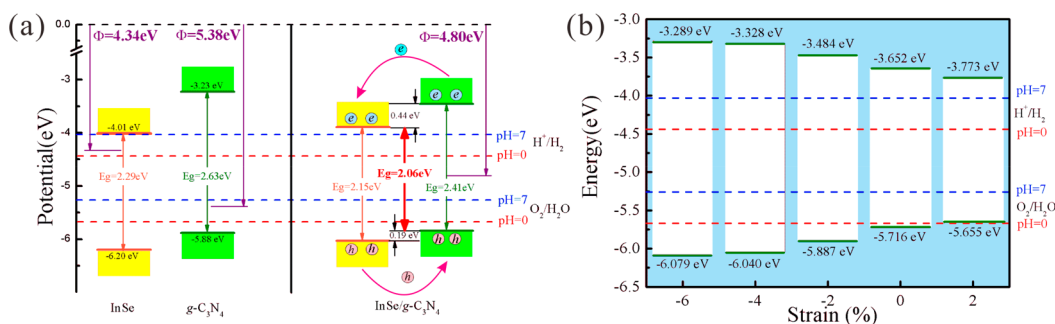 (a)
Φ=4.34eV
Φ=5.38eV
Φ=4.80eV
0.0
-3
-4
-5
-6
Potential(eV)
-4.01eV
-3.23 eV
Eg=2.29eV
Eg=2.63eV
-6.20 eV
-5.88 eV
InSe
g-C3N4
e
e e
e e
0.44 eV
Eg=2.15eV
Eg=2.06eV
Eg=2.41eV
0.19 eV
h h
h h
h
pH=7
H+/H2
pH=0
pH=7
O2/H2O
pH=0
InSe/g-C3N4
(b)
-3.0
-3.5
-4.0
-4.5
-5.0
-5.5
-6.0
-6.5
Energy(eV)
-3.289 eV
-3.328 eV
-3.484 eV
-3.652 eV
-3.773 eV
pH=7
H+/H2
pH=0
pH=7
O2/H2O
pH=0
-6.079 eV
-6.040 eV
-5.887 eV
-5.716 eV
-5.655 eV
-6
-4
-2
0
2
Strain (%)